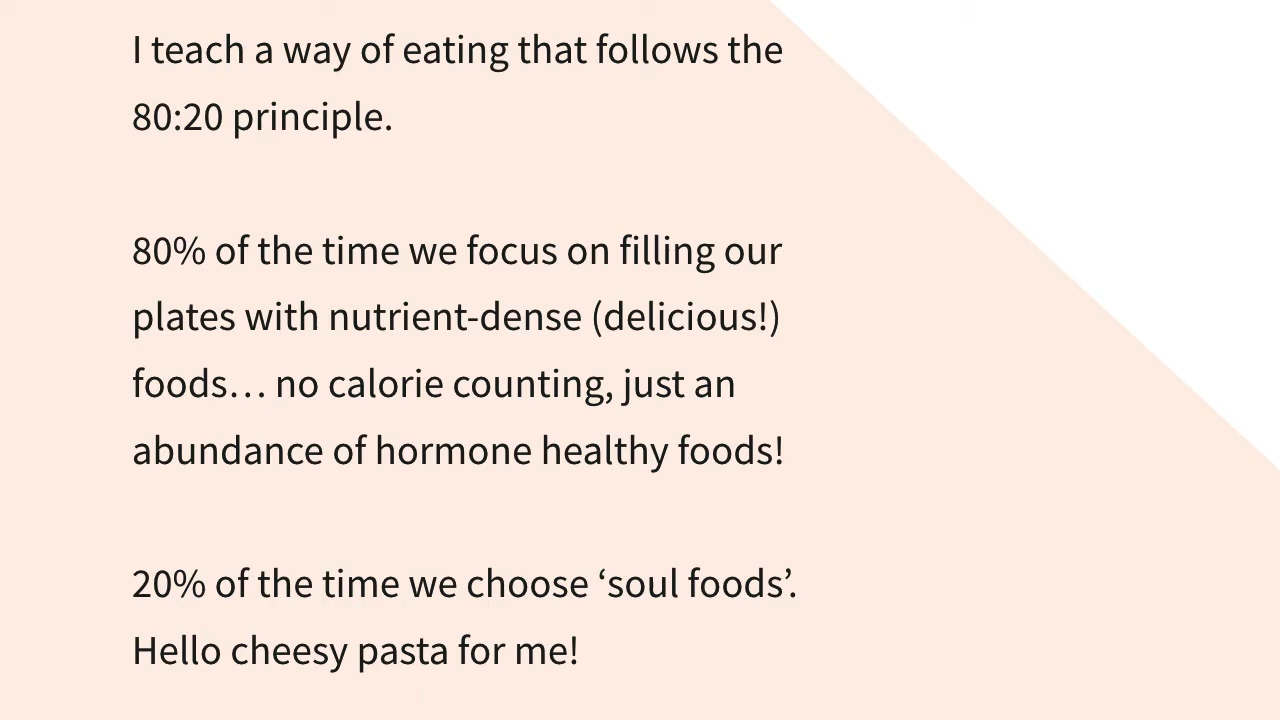 I teach a way of eating that follows the
80:20 principle.
80% of the time we focus on filling our
plates with nutrient-dense (delicious!)
foods… no calorie counting, just an
abundance of hormone healthy foods!
20% of the time we choose ‘soul foods’.
Hello cheesy pasta for me!